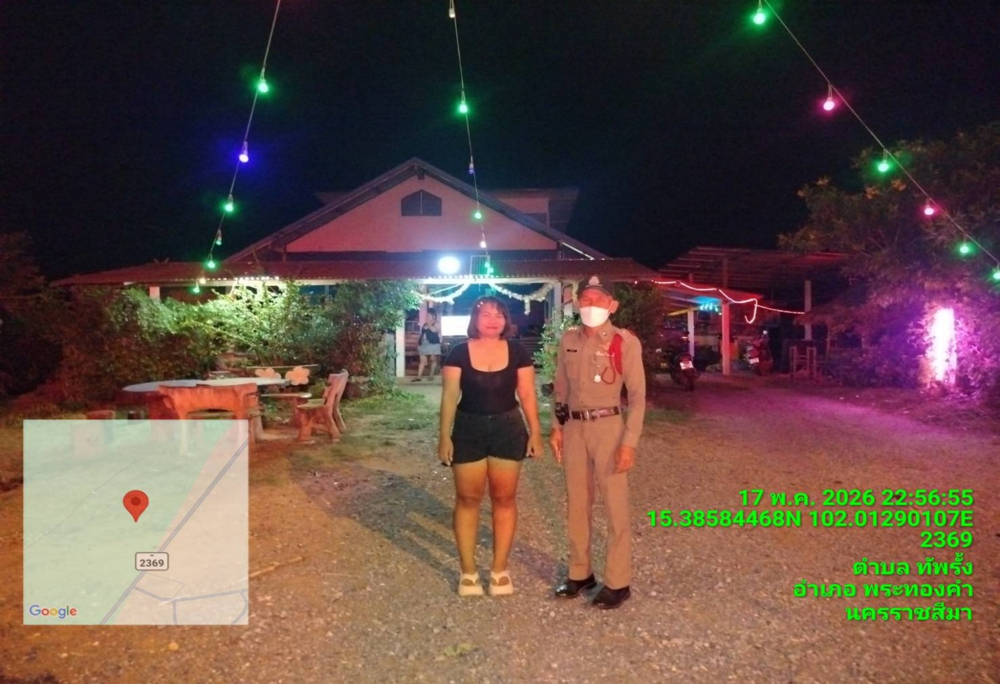 17 พ.ค. 2026 22:56:55
15.38584468N 102.01290107E
2369
ตำบล ทัพรั้ง
อำเภอ พระทองคำ
นครราชสีมา
2369
Google